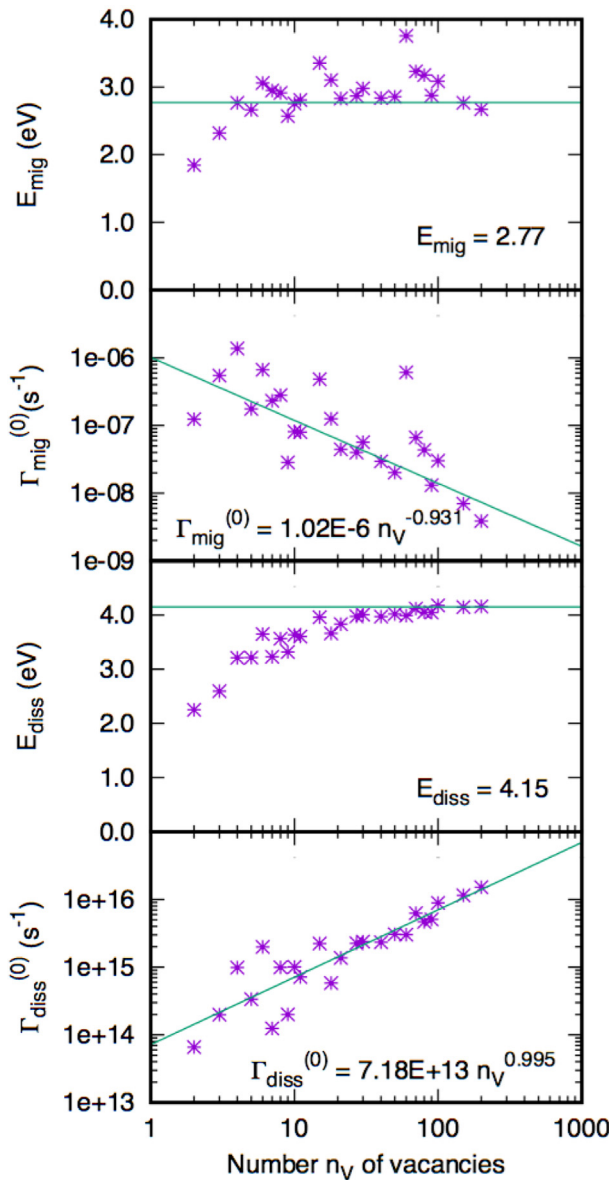 4.0
3.0
2.0
1.0
0.0
E_mig (eV)
E_mig = 2.77
1e-06
1e-07
1e-08
1e-09
Γ_mig^(0)(s^-1)
Γ_mig^(0) = 1.02E-6 n_V^-0.931
4.0
3.0
2.0
1.0
0.0
E_diss (eV)
E_diss = 4.15
1e+16
1e+15
1e+14
1e+13
Γ_diss^(0) (s^-1)
Γ_diss^(0) = 7.18E+13 n_V^0.995
1 10 100 1000
Number n_V of vacancies